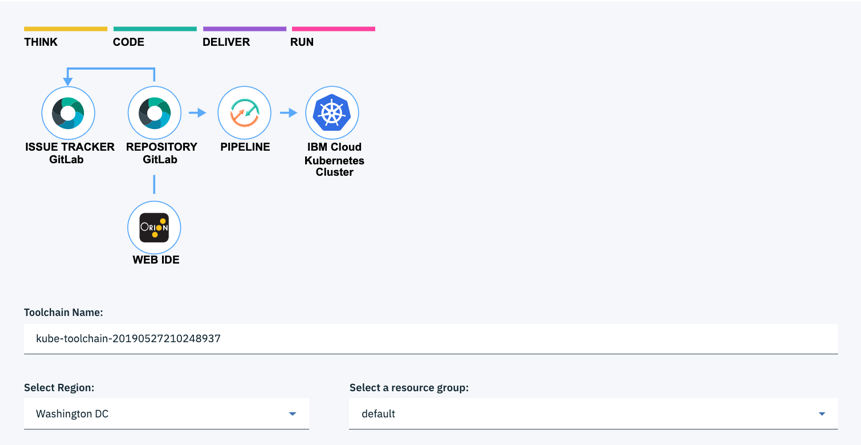 THINK
CODE
DELIVER
RUN
ISSUE TRACKER
GitLab
REPOSITORY
GitLab
PIPELINE
IBM Cloud
Kubernetes
Cluster
ORION
WEB IDE
Toolchain Name:
kube-toolchain-20190527210248937
Select Region:
Select a resource group:
Washington DC
default